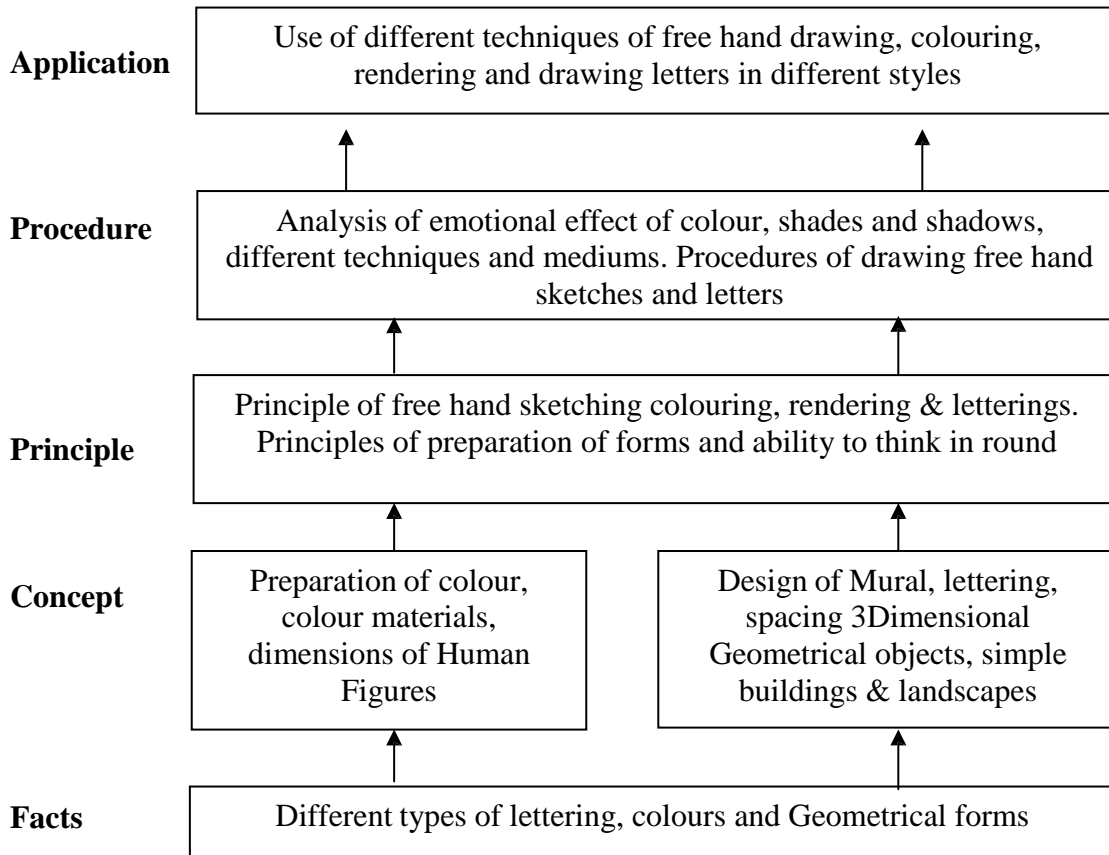 Application
Use of different techniques of free hand drawing, colouring,
rendering and drawing letters in different styles
Procedure
Analysis of emotional effect of colour, shades and shadows,
different techniques and mediums. Procedures of drawing free hand
sketches and letters
Principle
Principle of free hand sketching colouring, rendering & letterings.
Principles of preparation of forms and ability to think in round
Concept
Preparation of colour,
colour materials,
dimensions of Human
Figures
Design of Mural, lettering,
spacing 3Dimensional
Geometrical objects, simple
buildings & landscapes
Facts
Different types of lettering, colours and Geometrical forms